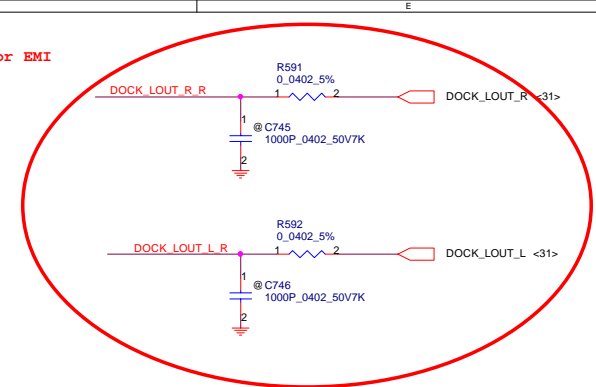 E
or EMI
R591
0_0402_5%
DOCK_LOUT_R_R
1
2
DOCK_LOUT_R <31>
1
@ C745
1000P_0402_50V7K
2
R592
0_0402_5%
DOCK_LOUT_L_R
1
2
DOCK_LOUT_L <31>
1
@ C746
1000P_0402_50V7K
2